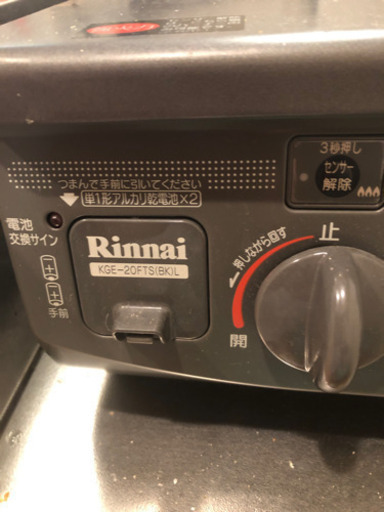 3秒押し
センサー
解除
つまんで手前に引いてください
単1形アルカリ乾電池×2
電池
交換サイン
Rinnai
KGE-20FTS(BK)L
手前
押しながら回す
止
開